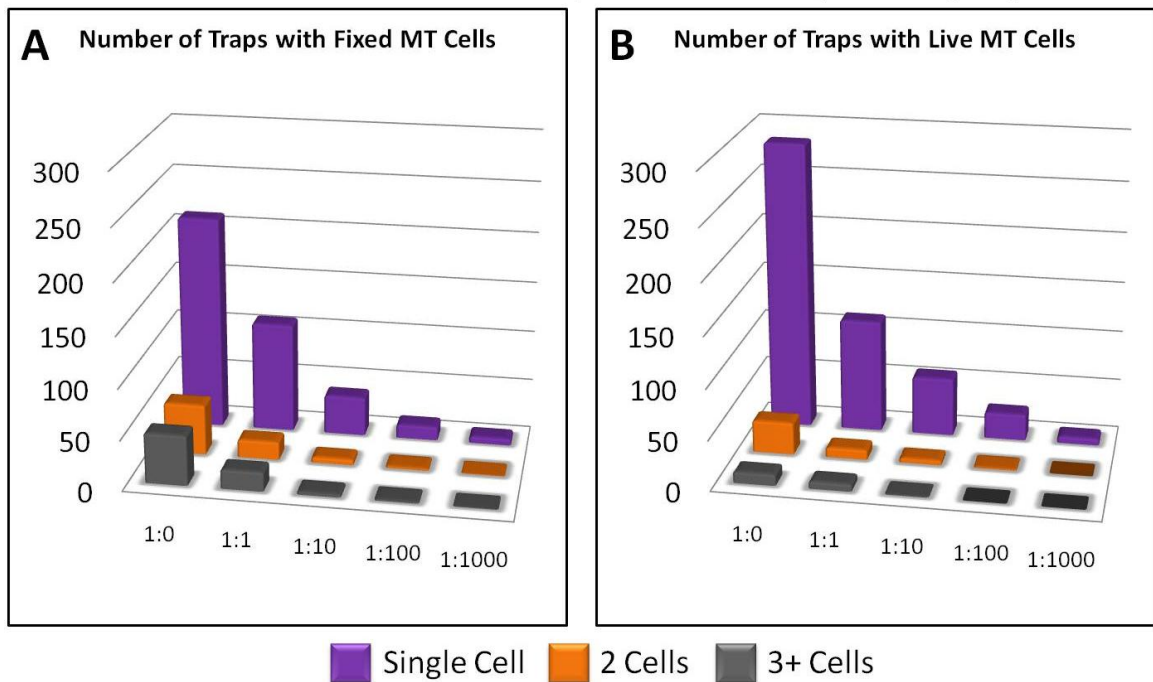 A Number of Traps with Fixed MT Cells
300
250
200
150
100
50
0
1:0 1:1 1:10 1:100 1:1000
B Number of Traps with Live MT Cells
300
250
200
150
100
50
0
1:0 1:1 1:10 1:100 1:1000
Single Cell 2 Cells 3+ Cells